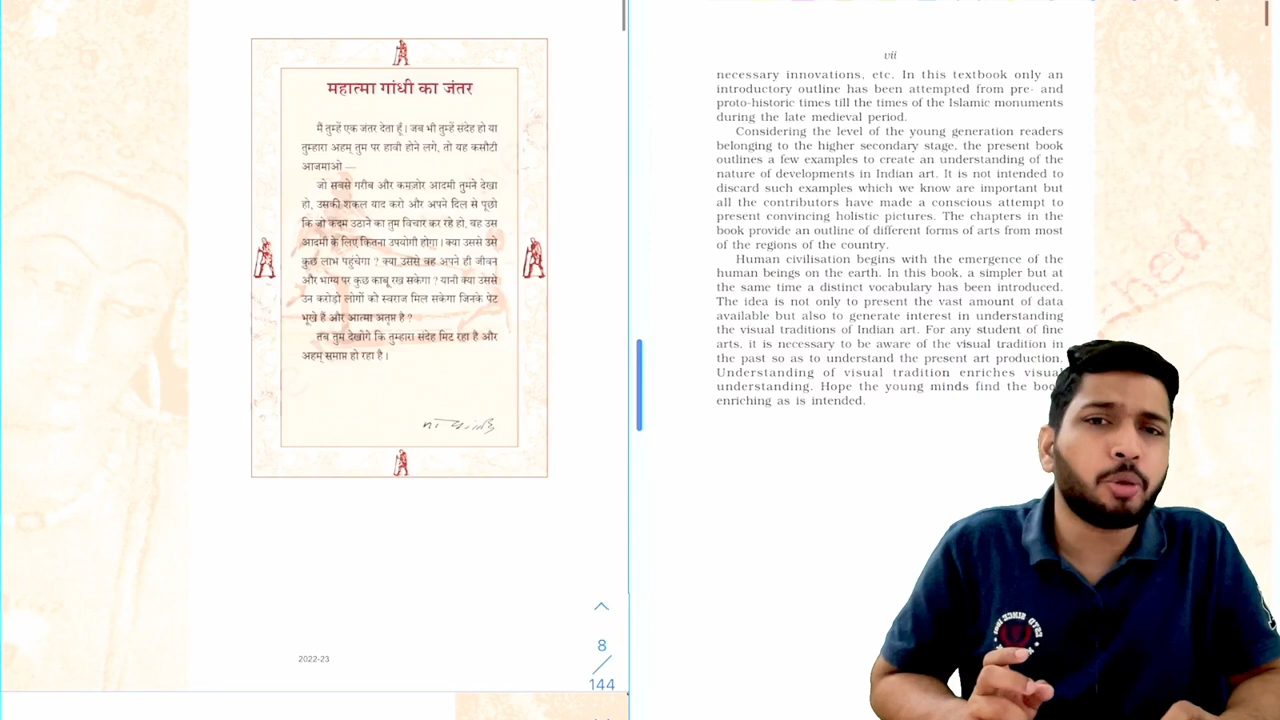 महात्मा गांधी का जंतर
मैं तुम्हें एक जंतर देता हूँ। जब भी तुम्हें संदेह हो या
तुम्हारा अहम् तुम पर हावी होने लगे, तो यह कसौटी
आजमाओ —
जो सबसे गरीब और कमज़ोर आदमी तुमने देखा
हो, उसकी शकल याद करो और अपने दिल से पूछो
कि जो कदम उठाने का तुम विचार कर रहे हो, वह उस
आदमी के लिए कितना उपयोगी होगा। क्या उससे उसे
कुछ लाभ पहुंचेगा ? क्या उससे वह अपने ही जीवन
और भाग्य पर कुछ काबू रख सकेगा ? यानी क्या उससे
उन करोड़ो लोगों को स्वराज मिल सकेगा जिनके पेट
भूखे हैं और आत्मा अतृप्त है ?
तब तुम देखोगे कि तुम्हारा संदेह मिट रहा है और
अहम् समाप्त हो रहा है।
2022-23
8
144
vii
necessary innovations, etc. In this textbook only an
introductory outline has been attempted from pre- and
proto-historic times till the times of the Islamic monuments
during the late medieval period.
Considering the level of the young generation readers
belonging to the higher secondary stage, the present book
outlines a few examples to create an understanding of the
nature of developments in Indian art. It is not intended to
discard such examples which we know are important but
all the contributors have made a conscious attempt to
present convincing holistic pictures. The chapters in the
book provide an outline of different forms of arts from most
of the regions of the country.
Human civilisation begins with the emergence of the
human beings on the earth. In this book, a simpler but at
the same time a distinct vocabulary has been introduced.
The idea is not only to present the vast amount of data
available but also to generate interest in understanding
the visual traditions of Indian art. For any student of fine
arts, it is necessary to be aware of the visual tradition in
the past so as to understand the present art production.
Understanding of visual tradition enriches visual
understanding. Hope the young minds find the book
enriching as is intended.